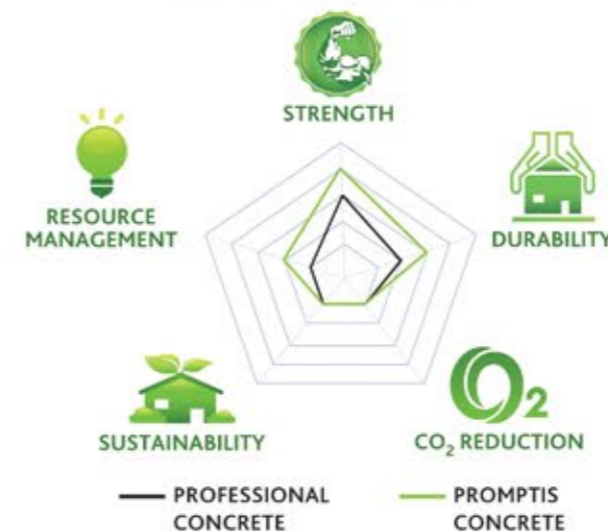 STRENGTH
RESOURCE
MANAGEMENT
DURABILITY
SUSTAINABILITY
O2
CO₂ REDUCTION
PROFESSIONAL
CONCRETE
PROMPTIS
CONCRETE